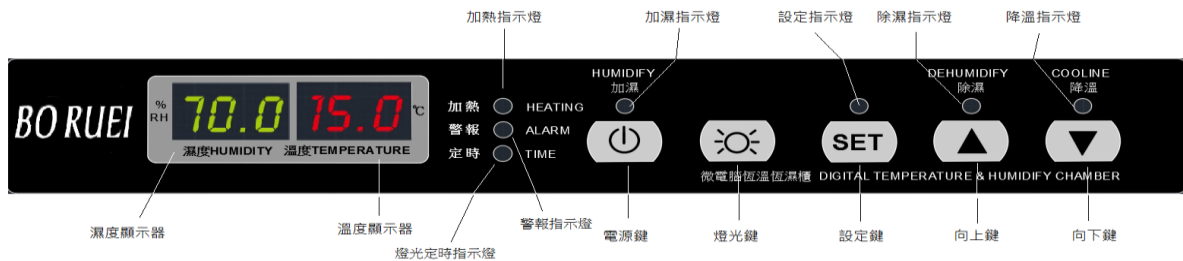 加熱指示燈
加濕指示燈
設定指示燈
除濕指示燈
降溫指示燈
BO RUEI
%
RH
70.0
15.0
℃
濕度HUMIDITY 溫度TEMPERATURE
加熱 HEATING
警報 ALARM
定時 TIME
HUMIDIFY
加濕
SET
DEHUMIDIFY
除濕
COOLINE
降溫
微電腦恆溫恆濕櫃 DIGITAL TEMPERATURE & HUMIDIFY CHAMBER
濕度顯示器
溫度顯示器
燈光定時指示燈
警報指示燈
電源鍵
燈光鍵
設定鍵
向上鍵
向下鍵